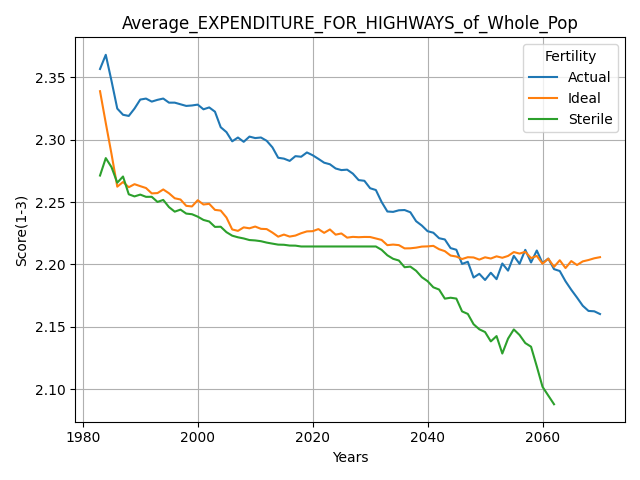 Average_EXPENDITURE_FOR_HIGHWAYS_of_Whole_Pop
Fertility
Actual
Ideal
Sterile
Score(1-3)
2.35
2.30
2.25
2.20
2.15
2.10
1980
2000
2020
2040
2060
Years